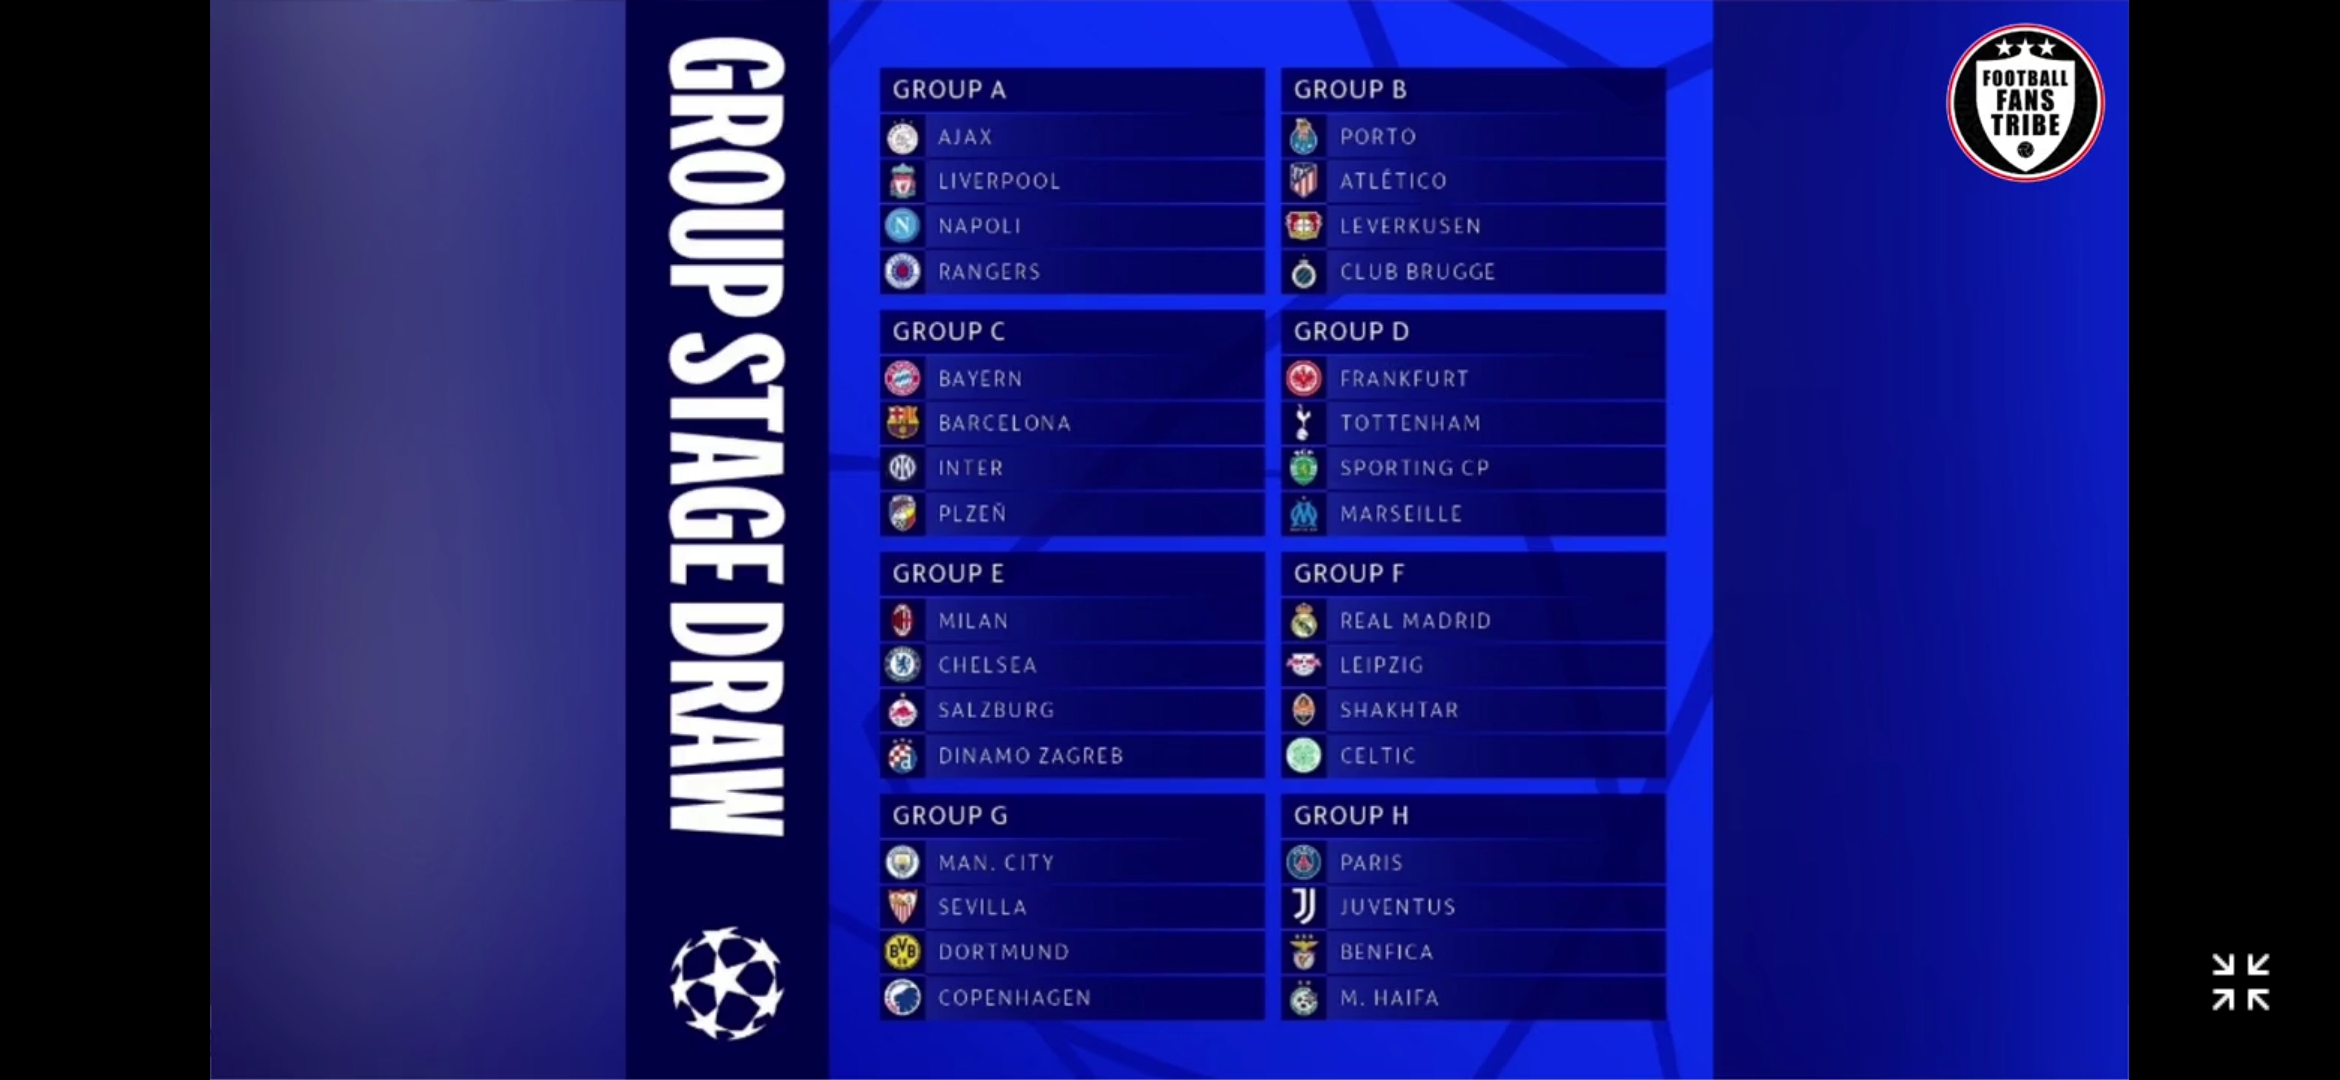 GROUP STAGE DRAW
GROUP A
AJAX
LIVERPOOL
NAPOLI
RANGERS
GROUP B
PORTO
ATLÉTICO
LEVERKUSEN
CLUB BRUGGE
GROUP C
BAYERN
BARCELONA
INTER
PLZEŇ
GROUP D
FRANKFURT
TOTTENHAM
SPORTING CP
MARSEILLE
GROUP E
MILAN
CHELSEA
SALZBURG
DINAMO ZAGREB
GROUP F
REAL MADRID
LEIPZIG
SHAKHTAR
CELTIC
GROUP G
MAN. CITY
SEVILLA
DORTMUND
COPENHAGEN
GROUP H
PARIS
JUVENTUS
BENFICA
M. HAIFA
FOOTBALL
FANS
TRIBE
BVB
N